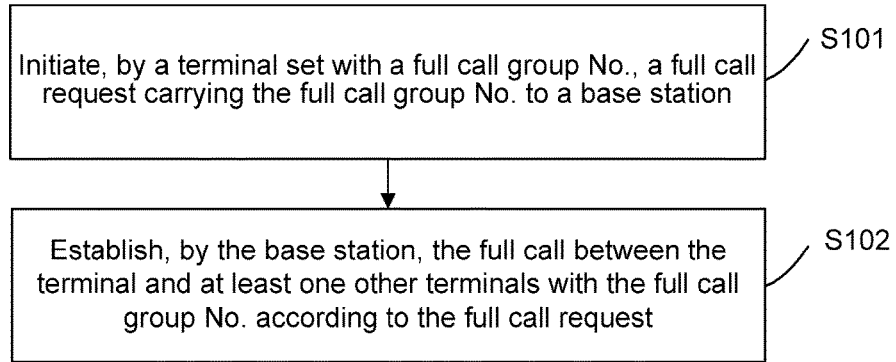 Initiate, by a terminal set with a full call group No., a full call
request carrying the full call group No. to a base station
S101
Establish, by the base station, the full call between the
terminal and at least one other terminals with the full call
group No. according to the full call request
S102